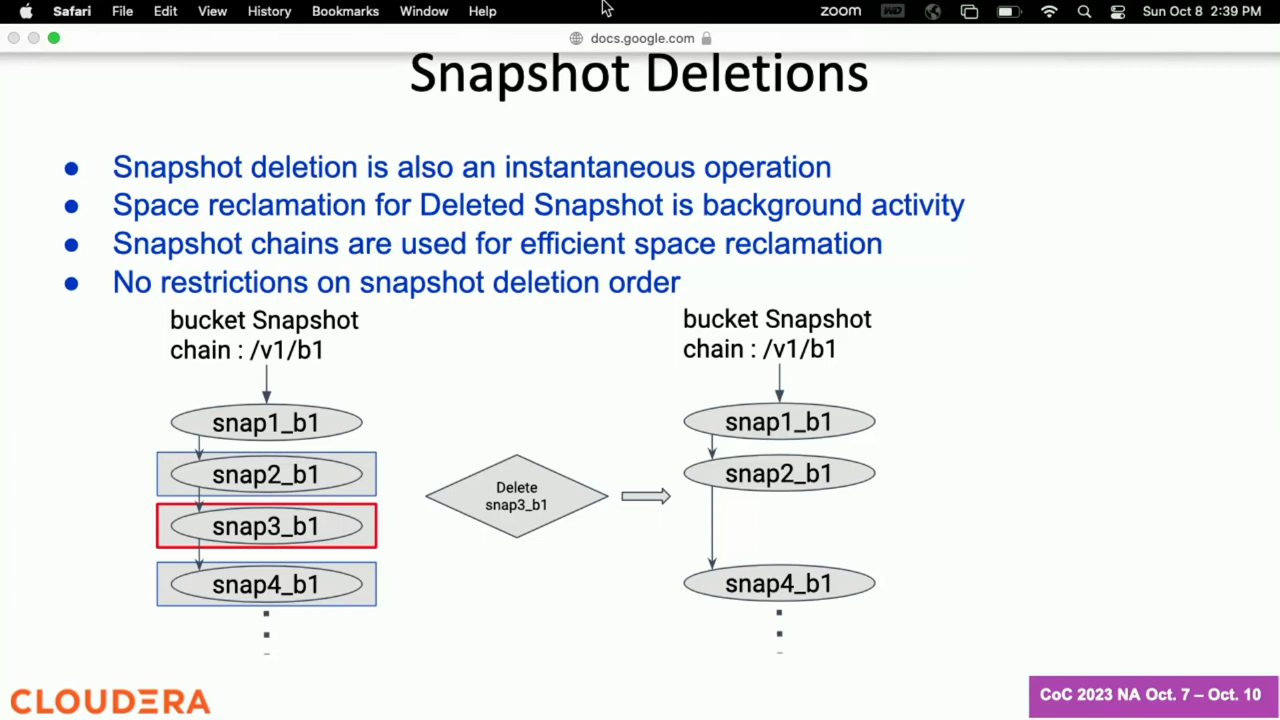 Safari File Edit View History Bookmarks Window Help zoom WD Sun Oct 8 2:39 PM
docs.google.com
Snapshot Deletions
● Snapshot deletion is also an instantaneous operation
● Space reclamation for Deleted Snapshot is background activity
● Snapshot chains are used for efficient space reclamation
● No restrictions on snapshot deletion order
bucket Snapshot
chain : /v1/b1
snap1_b1
snap2_b1
snap3_b1
snap4_b1
Delete
snap3_b1
bucket Snapshot
chain : /v1/b1
snap1_b1
snap2_b1
snap4_b1
CLOUDERA
CoC 2023 NA Oct. 7 – Oct. 10